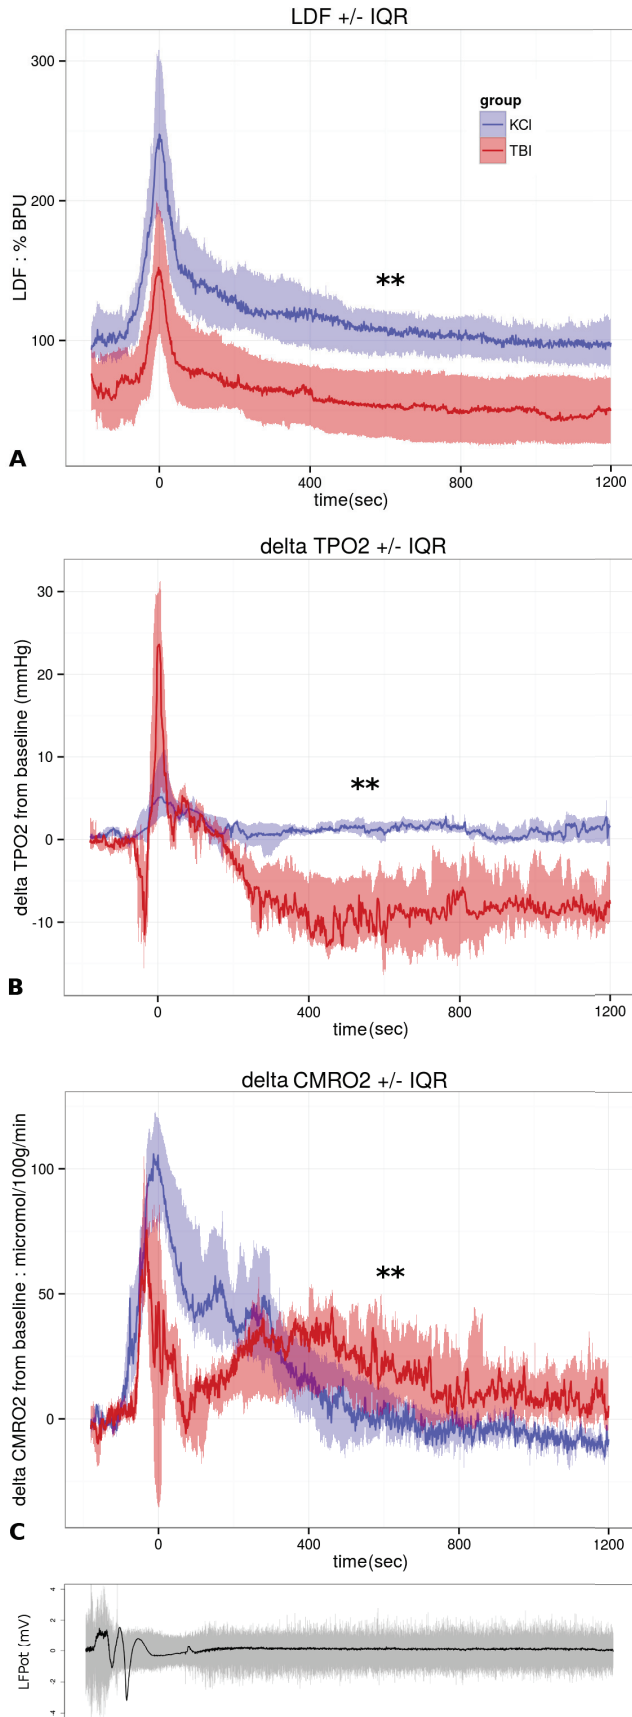 LDF +/- IQR
300
200
100
LDF : % BPU
group
KCl
TBI
**
A
0 400 800 1200
time(sec)
delta TPO2 +/- IQR
30
20
10
0
-10
delta TPO2 from baseline (mmHg)
**
B
0 400 800 1200
time(sec)
delta CMRO2 +/- IQR
100
50
0
delta CMRO2 from baseline : micromol/100g/min
**
C
0 400 800 1200
time(sec)
4
2
0
-2
-4
LFPot (mV)